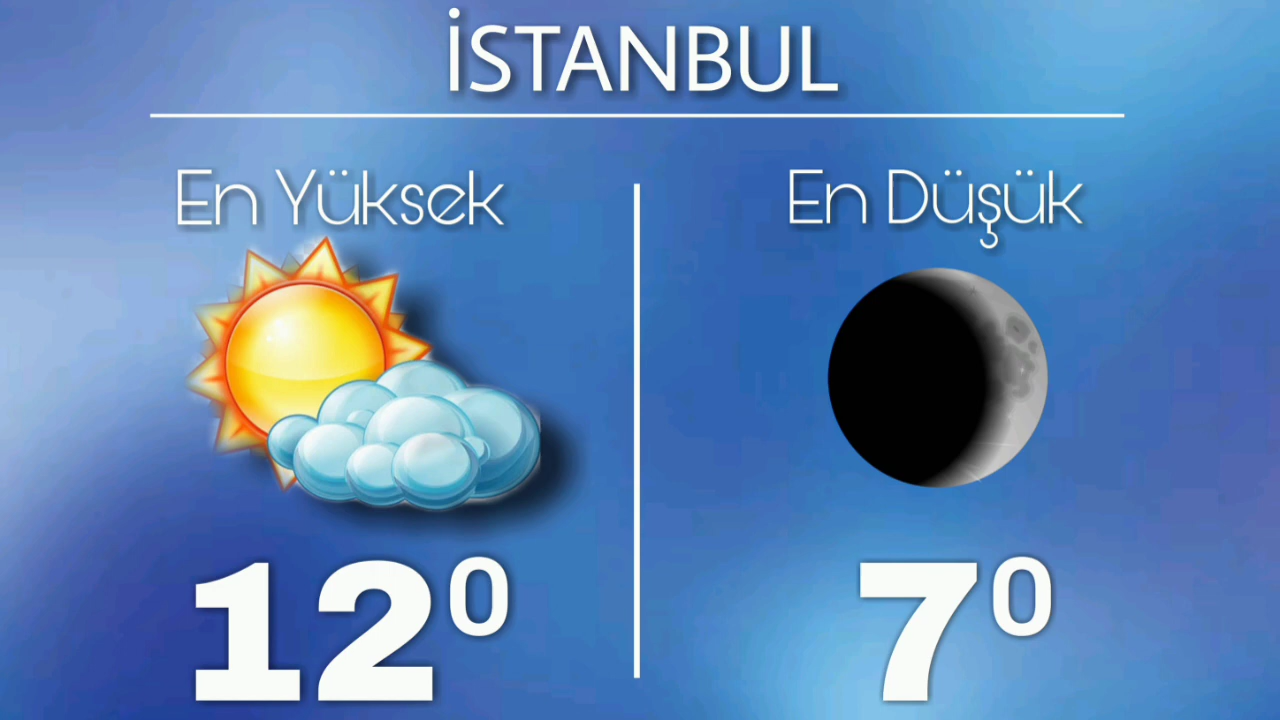 İSTANBUL
En Yüksek
En Düşük
12⁰
7⁰